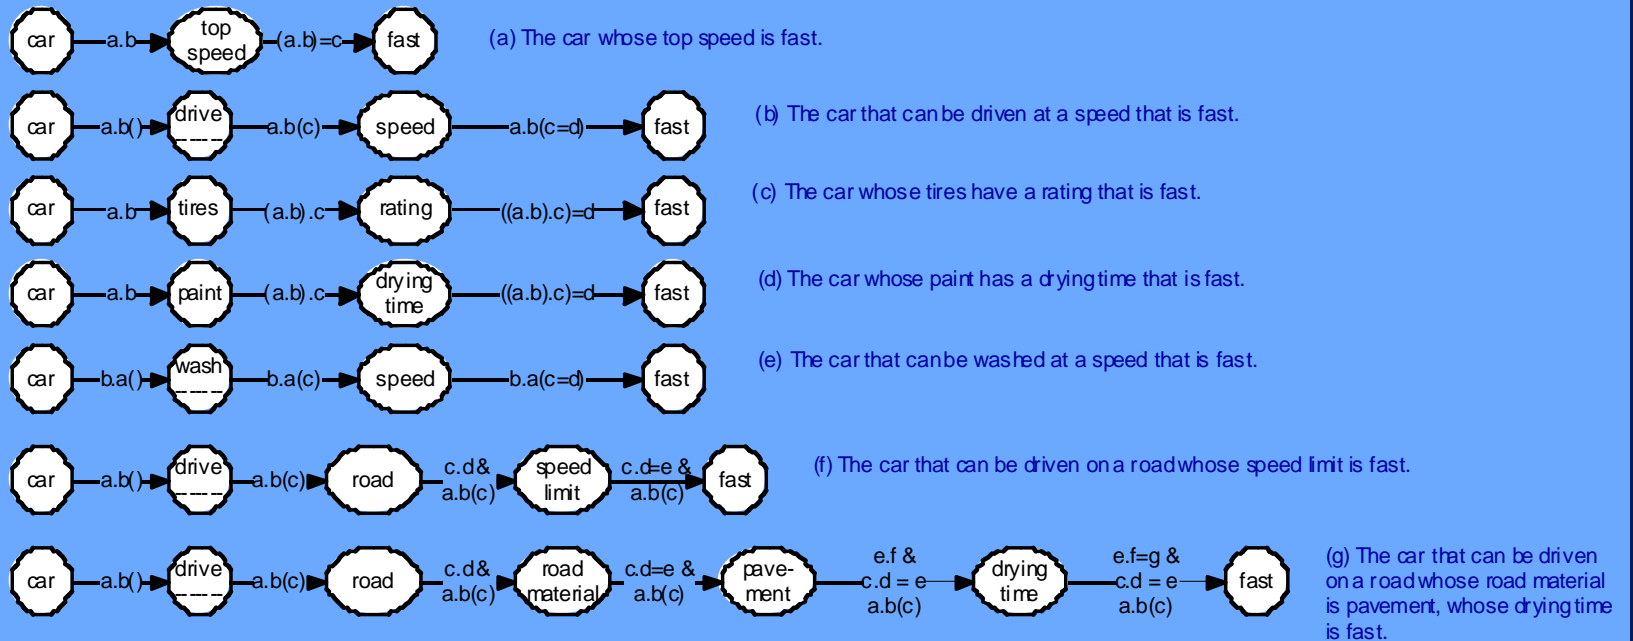 car a.b top speed (a.b)=c fast (a) The car whose top speed is fast.
car a.b() drive ------ a.b(c) speed a.b(c=d) fast (b) The car that can be driven at a speed that is fast.
car a.b tires (a.b).c rating ((a.b).c)=d fast (c) The car whose tires have a rating that is fast.
car a.b paint (a.b).c drying time ((a.b).c)=d fast (d) The car whose paint has a drying time that is fast.
car b.a() wash ------ b.a(c) speed b.a(c=d) fast (e) The car that can be washed at a speed that is fast.
car a.b() drive ------ a.b(c) road c.d & a.b(c) speed limit c.d=e & a.b(c) fast (f) The car that can be driven on a road whose speed limit is fast.
car a.b() drive ------ a.b(c) road c.d & a.b(c) road material c.d=e & a.b(c) pave-ment e.f & c.d = e a.b(c) drying time e.f=g & c.d = e a.b(c) fast
(g) The car that can be driven
on a road whose road material
is pavement, whose drying time
is fast.